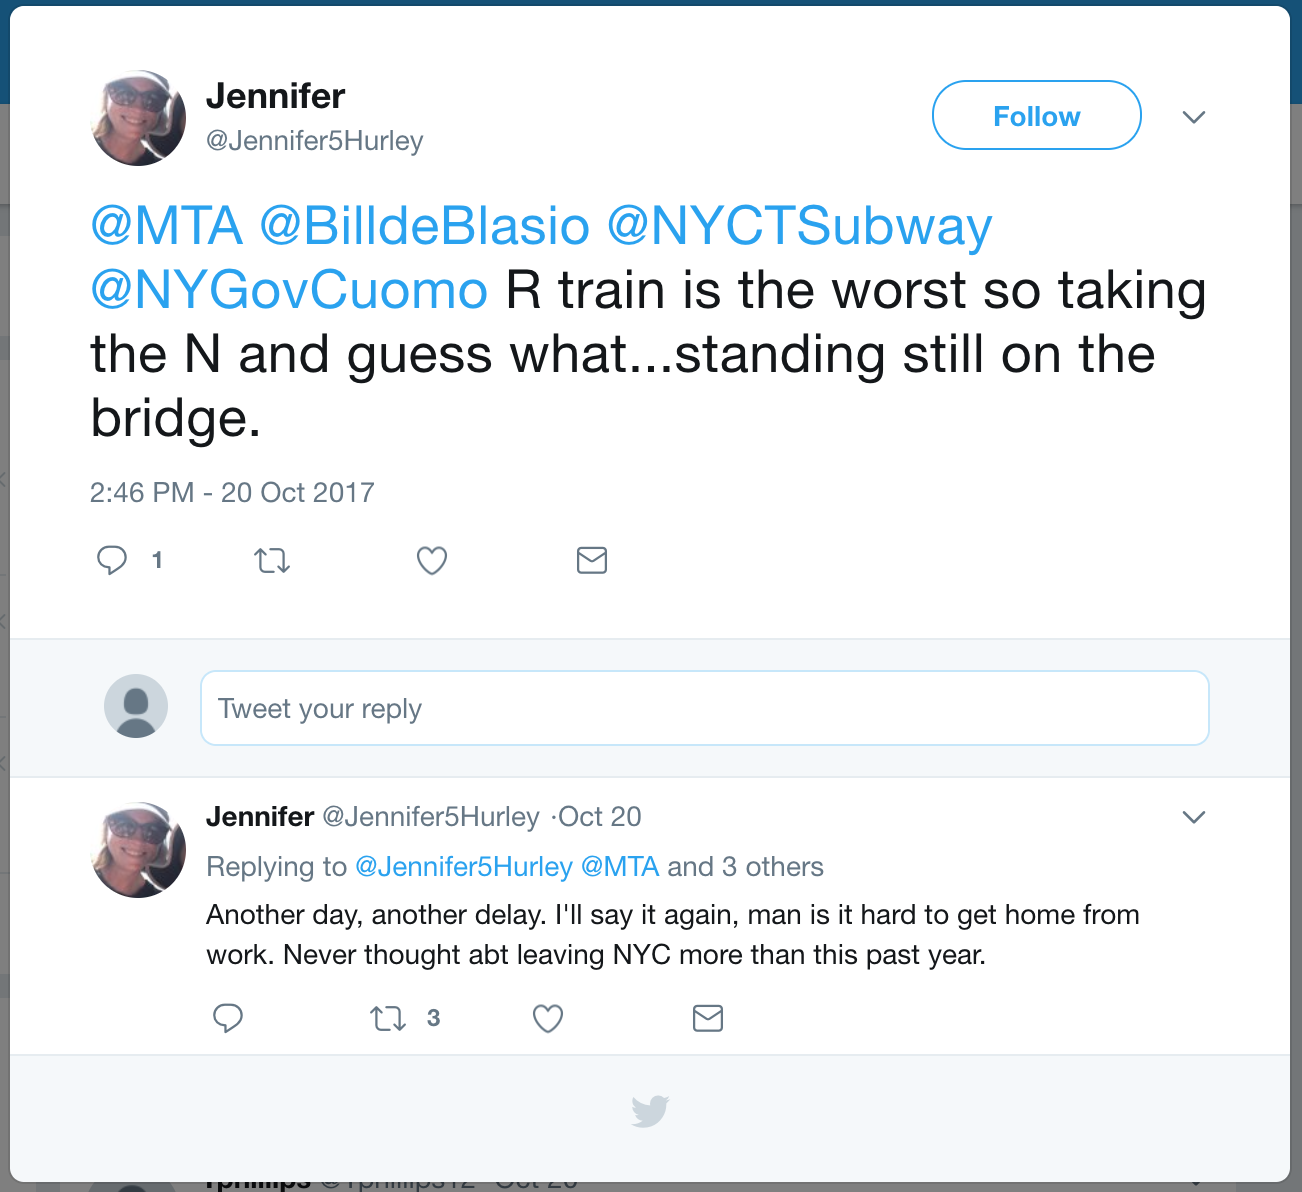 Jennifer
@Jennifer5Hurley
Follow
@MTA @BilldeBlasio @NYCTSubway
@NYGovCuomo R train is the worst so taking
the N and guess what...standing still on the
bridge.
2:46 PM - 20 Oct 2017
1
Tweet your reply
Jennifer @Jennifer5Hurley ·Oct 20
Replying to @Jennifer5Hurley @MTA and 3 others
Another day, another delay. I'll say it again, man is it hard to get home from
work. Never thought abt leaving NYC more than this past year.
3